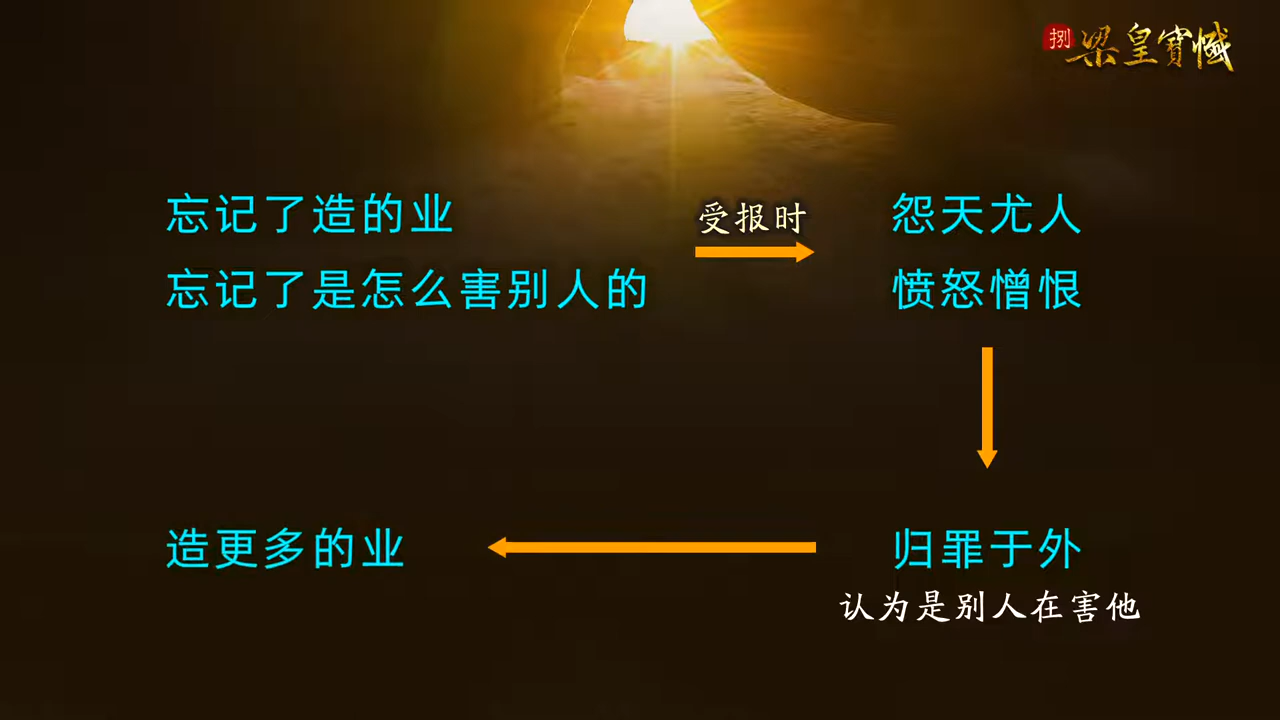 捌 梁皇寶懺
忘记了造的业
受报时
怨天尤人
忘记了是怎么害别人的
愤怒憎恨
造更多的业
归罪于外
认为是别人在害他